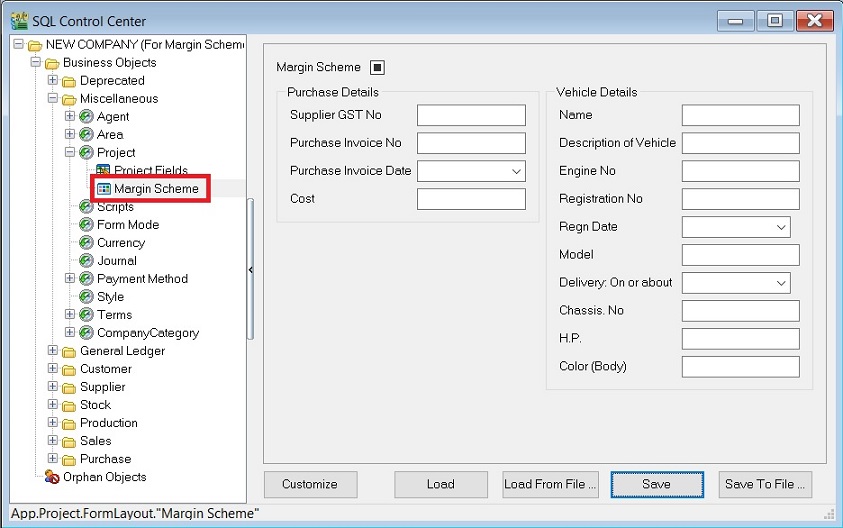 SQL Control Center
NEW COMPANY (For Margin Scheme
Business Objects
Deprecated
Miscellaneous
Agent
Area
Project
Project Fields
Margin Scheme
Scripts
Form Mode
Currency
Journal
Payment Method
Style
Terms
CompanyCategory
General Ledger
Customer
Supplier
Stock
Production
Sales
Purchase
Orphan Objects
Margin Scheme
Purchase Details
Supplier GST No
Purchase Invoice No
Purchase Invoice Date
Cost
Vehicle Details
Name
Description of Vehicle
Engine No
Registration No
Regn Date
Model
Delivery: On or about
Chassis. No
H.P.
Color (Body)
Customize
Load
Load From File ...
Save
Save To File ...
App.Project.FormLayout."Margin Scheme"